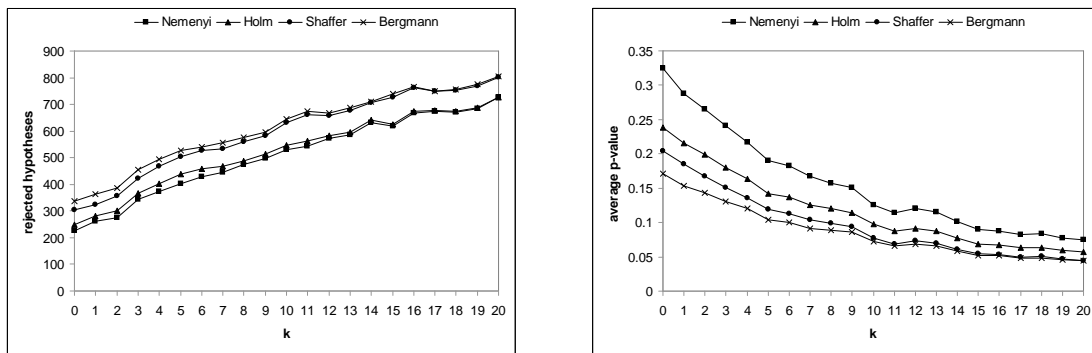 Nemenyi Holm Shaffer Bergmann
900
800
700
600
500
400
300
200
100
0
rejected hypotheses
0 1 2 3 4 5 6 7 8 9 10 11 12 13 14 15 16 17 18 19 20
k
Nemenyi Holm Shaffer Bergmann
0.35
0.3
0.25
0.2
0.15
0.1
0.05
0
average p-value
0 1 2 3 4 5 6 7 8 9 10 11 12 13 14 15 16 17 18 19 20
k